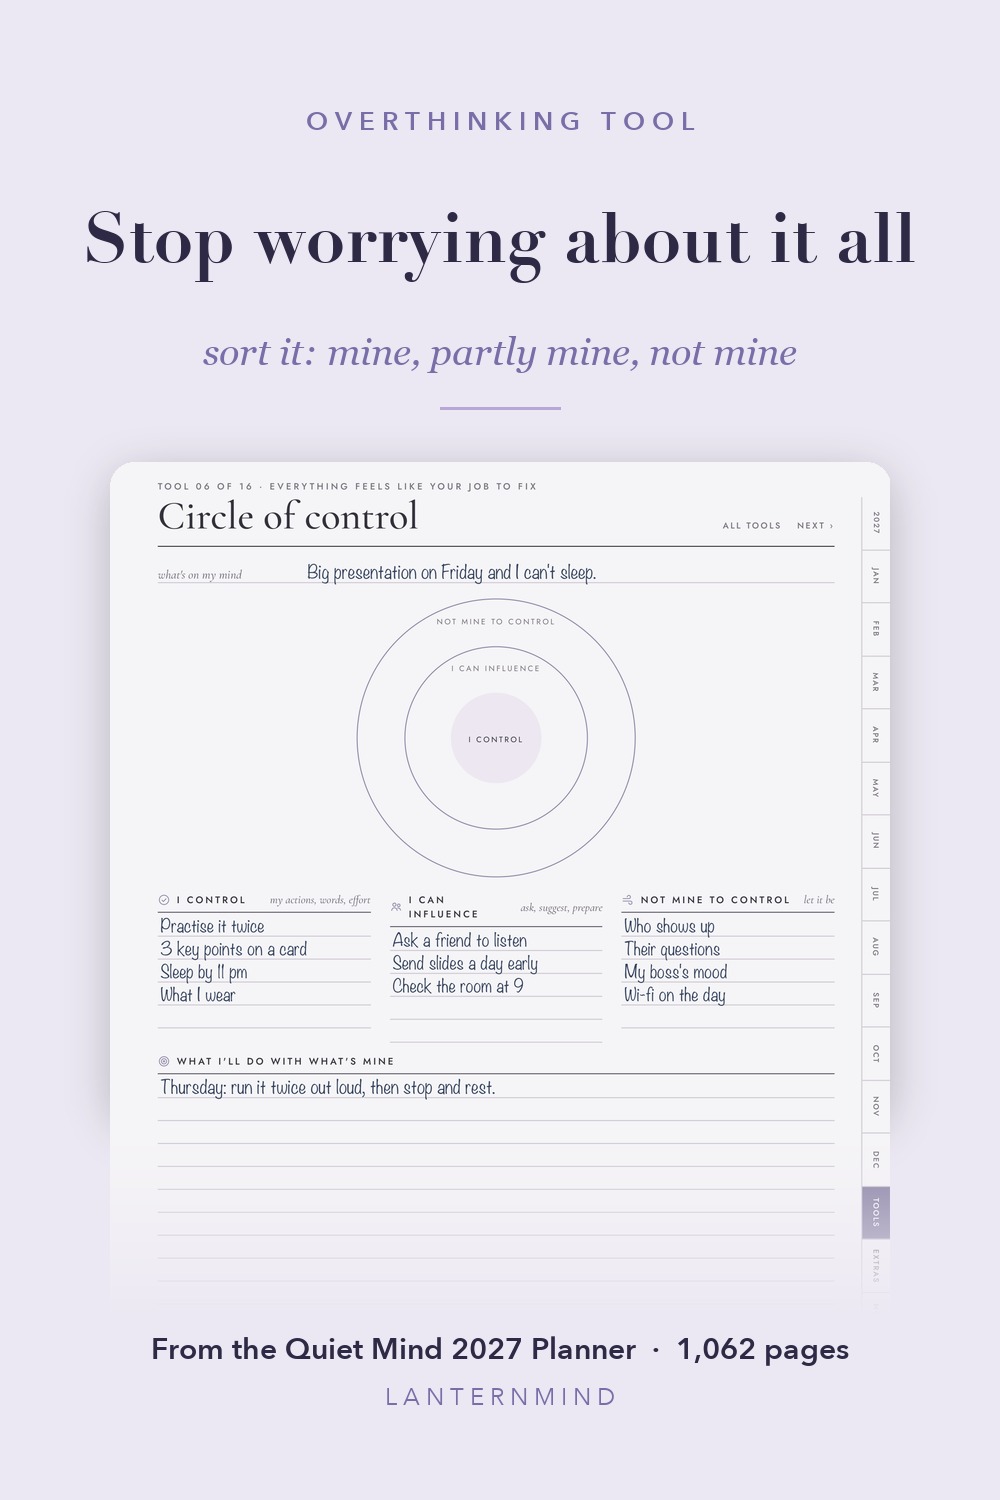 OVERTHINKING TOOL
Stop worrying about it all
sort it: mine, partly mine, not mine
TOOL 06 OF 16 · EVERYTHING FEELS LIKE YOUR JOB TO FIX
Circle of control
ALL TOOLS NEXT ›
what's on my mind Big presentation on Friday and I can't sleep.
NOT MINE TO CONTROL
I CAN INFLUENCE
I CONTROL
I CONTROL my actions, words, effort
Practise it twice
3 key points on a card
Sleep by 11 pm
What I wear
I CAN
INFLUENCE
ask, suggest, prepare
Ask a friend to listen
Send slides a day early
Check the room at 9
NOT MINE TO CONTROL let it be
Who shows up
Their questions
My boss's mood
Wi-fi on the day
WHAT I'LL DO WITH WHAT'S MINE
Thursday: run it twice out loud, then stop and rest.
2027
JAN
FEB
MAR
APR
MAY
JUN
JUL
AUG
SEP
OCT
NOV
DEC
TOOLS
EXTRAS
From the Quiet Mind 2027 Planner · 1,062 pages
LANTERNMIND